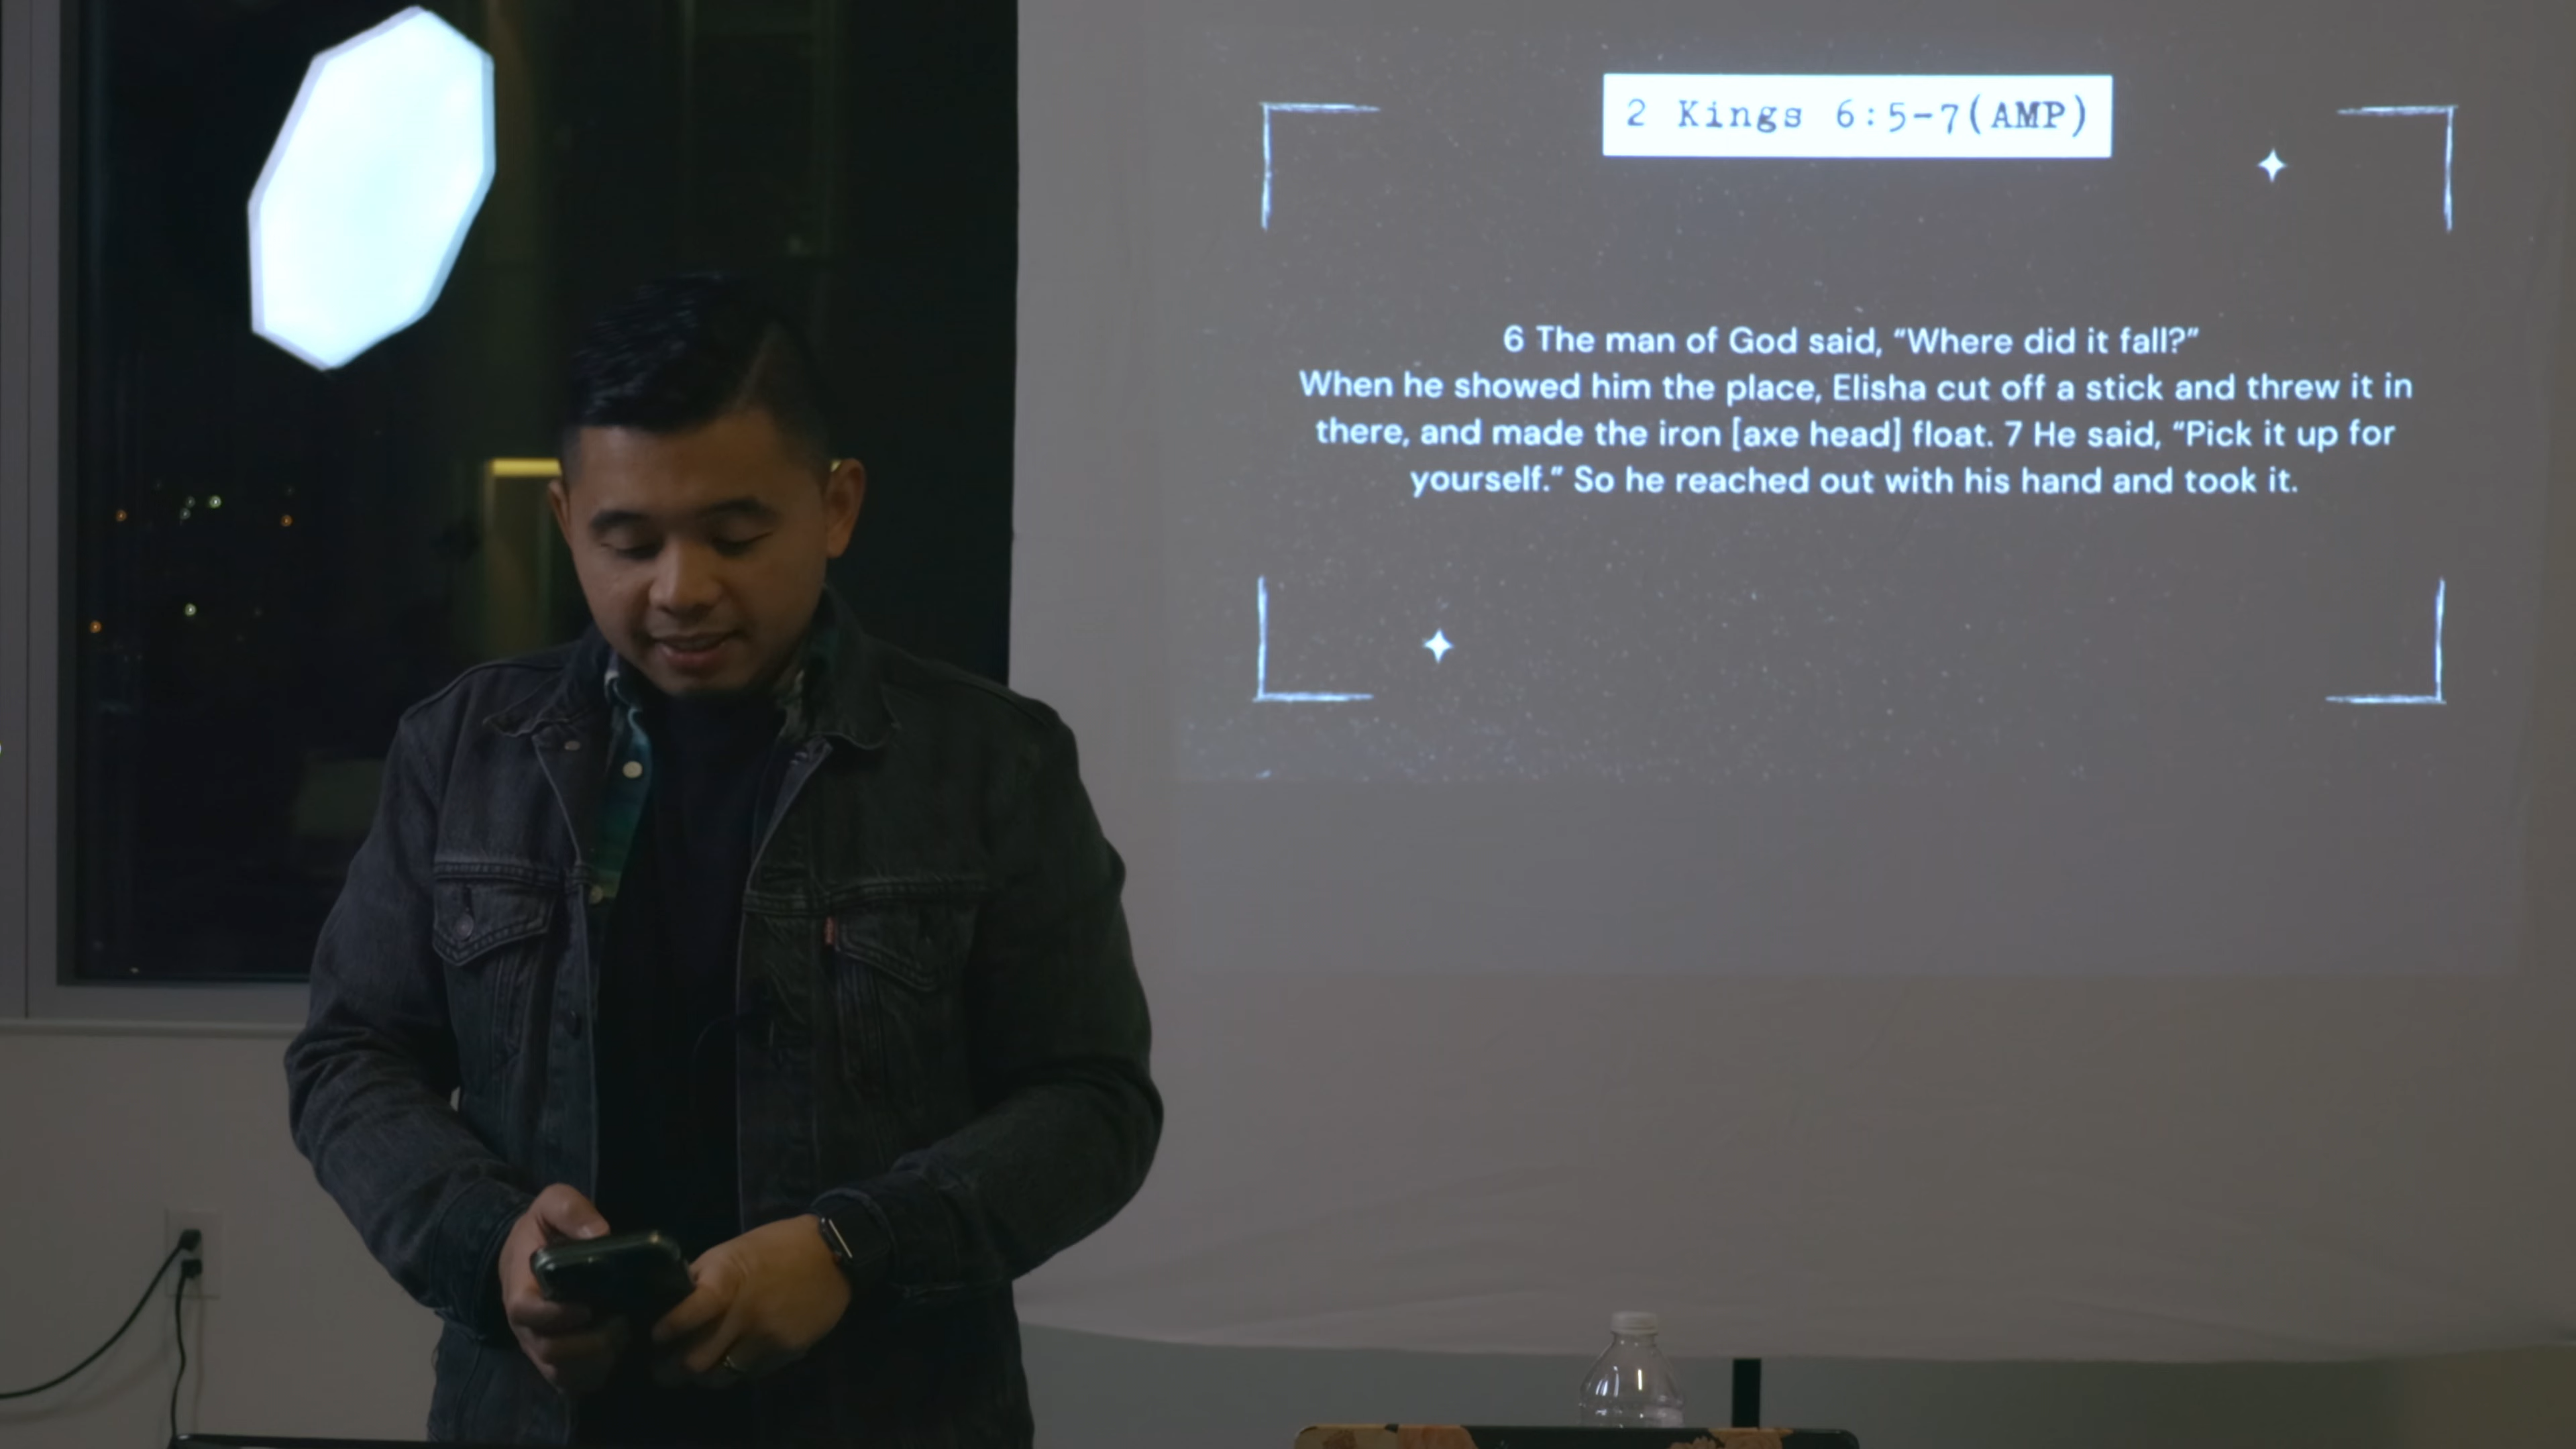 2 Kings 6:5-7(AMP)
6 The man of God said, “Where did it fall?”
When he showed him the place, Elisha cut off a stick and threw it in
there, and made the iron [axe head] float. 7 He said, “Pick it up for
yourself.” So he reached out with his hand and took it.